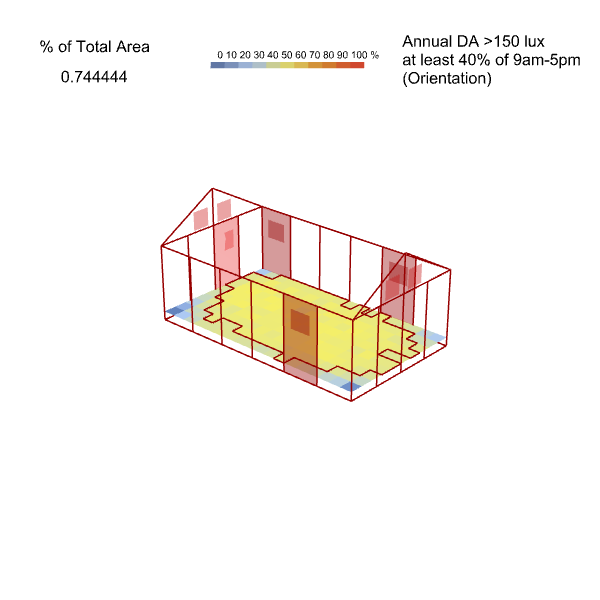 % of Total Area
0.744444
0 10 20 30 40 50 60 70 80 90 100 %
Annual DA >150 lux
at least 40% of 9am-5pm
(Orientation)